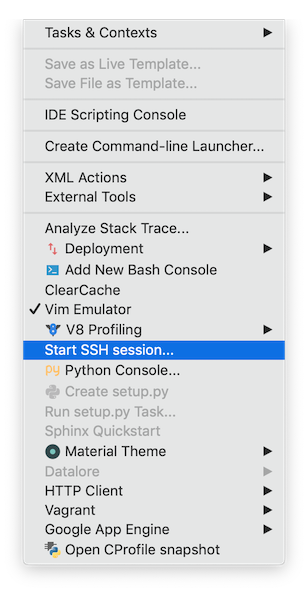 Tasks & Contexts
Save as Live Template...
Save File as Template...
IDE Scripting Console
Create Command-line Launcher...
XML Actions
External Tools
Analyze Stack Trace...
Deployment
Add New Bash Console
ClearCache
Vim Emulator
V8 Profiling
Start SSH session...
Python Console...
Create setup.py
Run setup.py Task...
Sphinx Quickstart
Material Theme
Datalore
HTTP Client
Vagrant
Google App Engine
Open CProfile snapshot